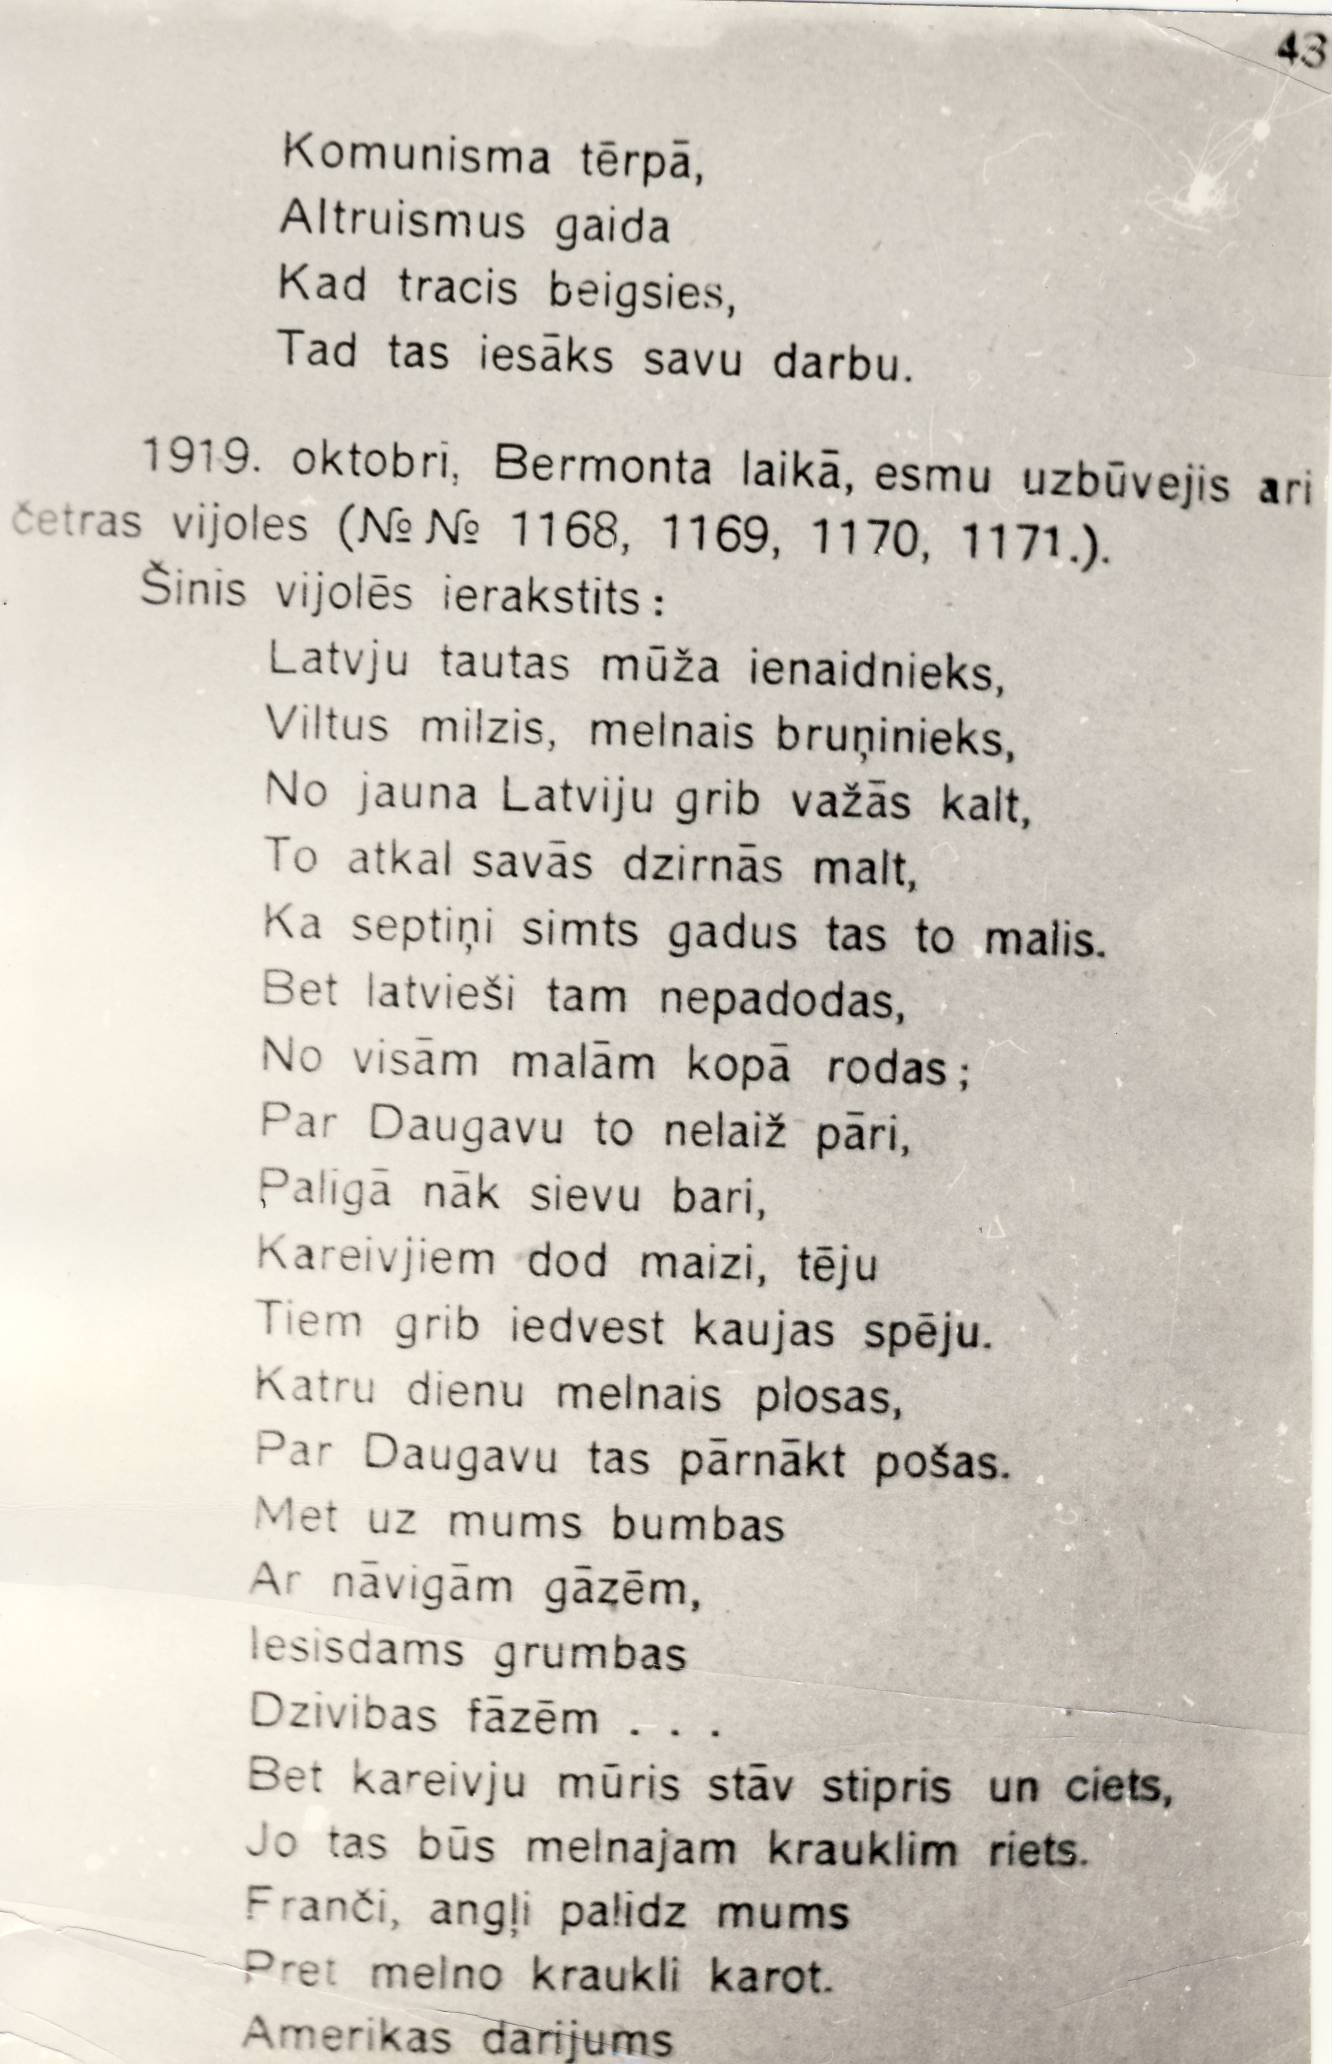 43
Komunisma tērpā,
Altruismus gaida
Kad tracis beigsies,
Tad tas iesāks savu darbu.
1919. oktobri, Bermonta laikā, esmu uzbūvejis ari
četras vijoles (№№ 1168, 1169, 1170, 1171.).
Šinis vijolēs ierakstits:
Latvju tautas mūža ienaidnieks,
Viltus milzis, melnais bruņinieks,
No jauna Latviju grib važās kalt,
To atkal savās dzirnās malt,
Ka septiņi simts gadus tas to malis.
Bet latvieši tam nepadodas,
No visām malām kopā rodas;
Par Daugavu to nelaiž pāri,
Paligā nāk sievu bari,
Kareivjiem dod maizi, tēju
Tiem grib iedvest kaujas spēju.
Katru dienu melnais plosas,
Par Daugavu tas pārnākt pošas.
Met uz mums bumbas
Ar nāvigām gāzēm,
Iesisdams grumbas
Dzivibas fāzēm . . .
Bet kareivju mūris stāv stipris un ciets,
Jo tas būs melnajam krauklim riets.
Franči, angļi palidz mums
Pret melno kraukli karot.
Amerikas darijums